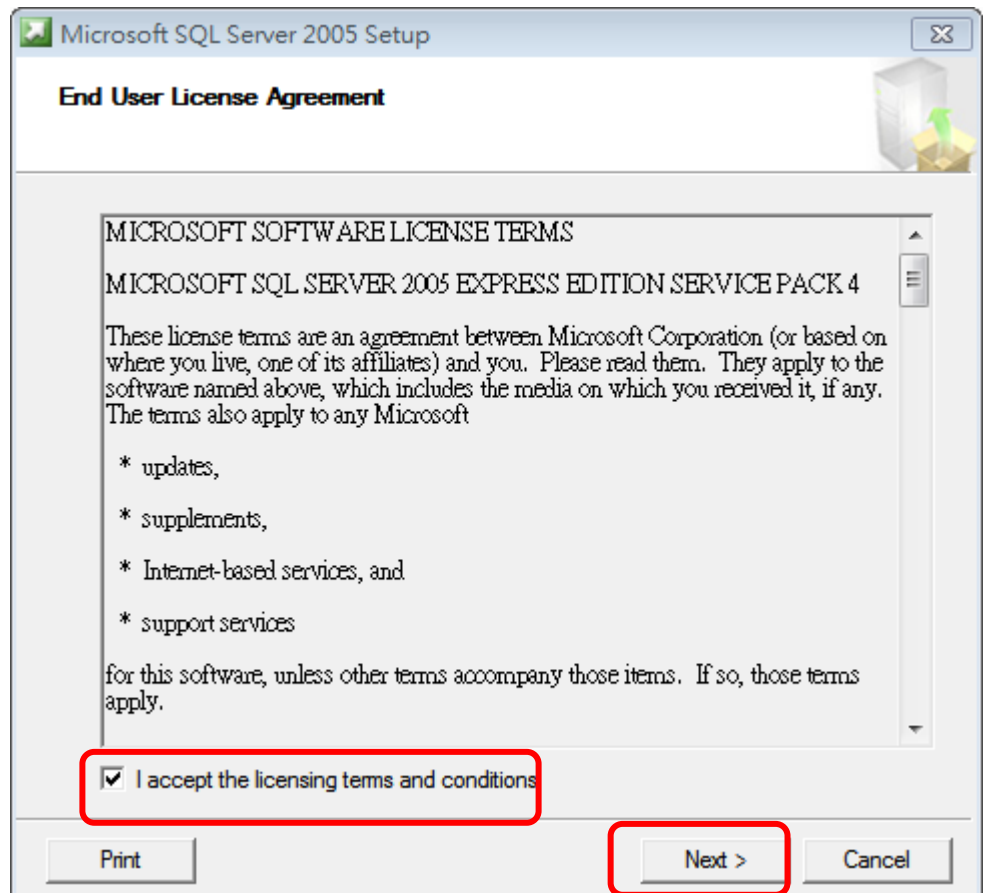 Microsoft SQL Server 2005 Setup
End User License Agreement
MICROSOFT SOFTWARE LICENSE TERMS
MICROSOFT SQL SERVER 2005 EXPRESS EDITION SERVICE PACK 4
These license terms are an agreement between Microsoft Corporation (or based on
where you live, one of its affiliates) and you.  Please read them.  They apply to the
software named above, which includes the media on which you received it, if any.
The terms also apply to any Microsoft
* updates,
* supplements,
* Internet-based services, and
* support services
for this software, unless other terms accompany those items.  If so, those terms
apply.
I accept the licensing terms and conditions
Print
Next >
Cancel